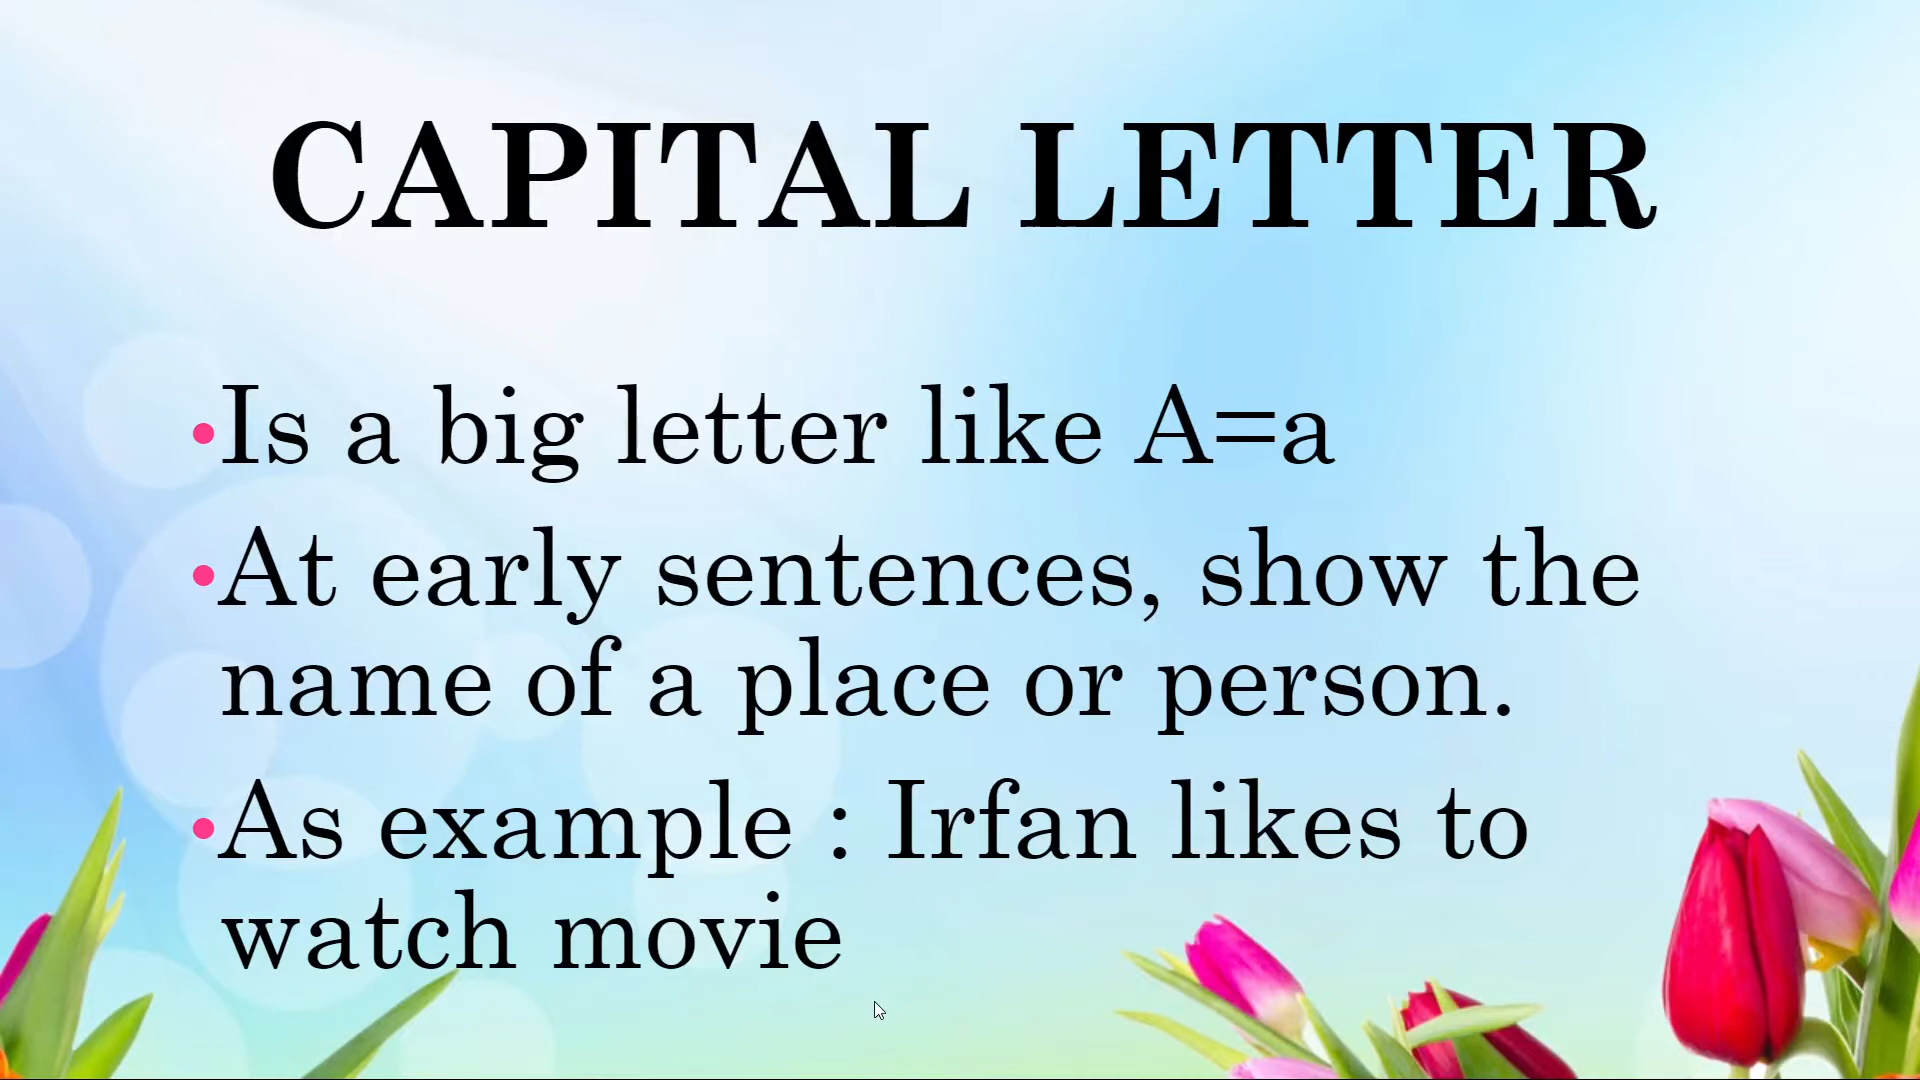 CAPITAL LETTER
•Is a big letter like A=a
•At early sentences, show the
name of a place or person.
•As example : Irfan likes to
watch movie